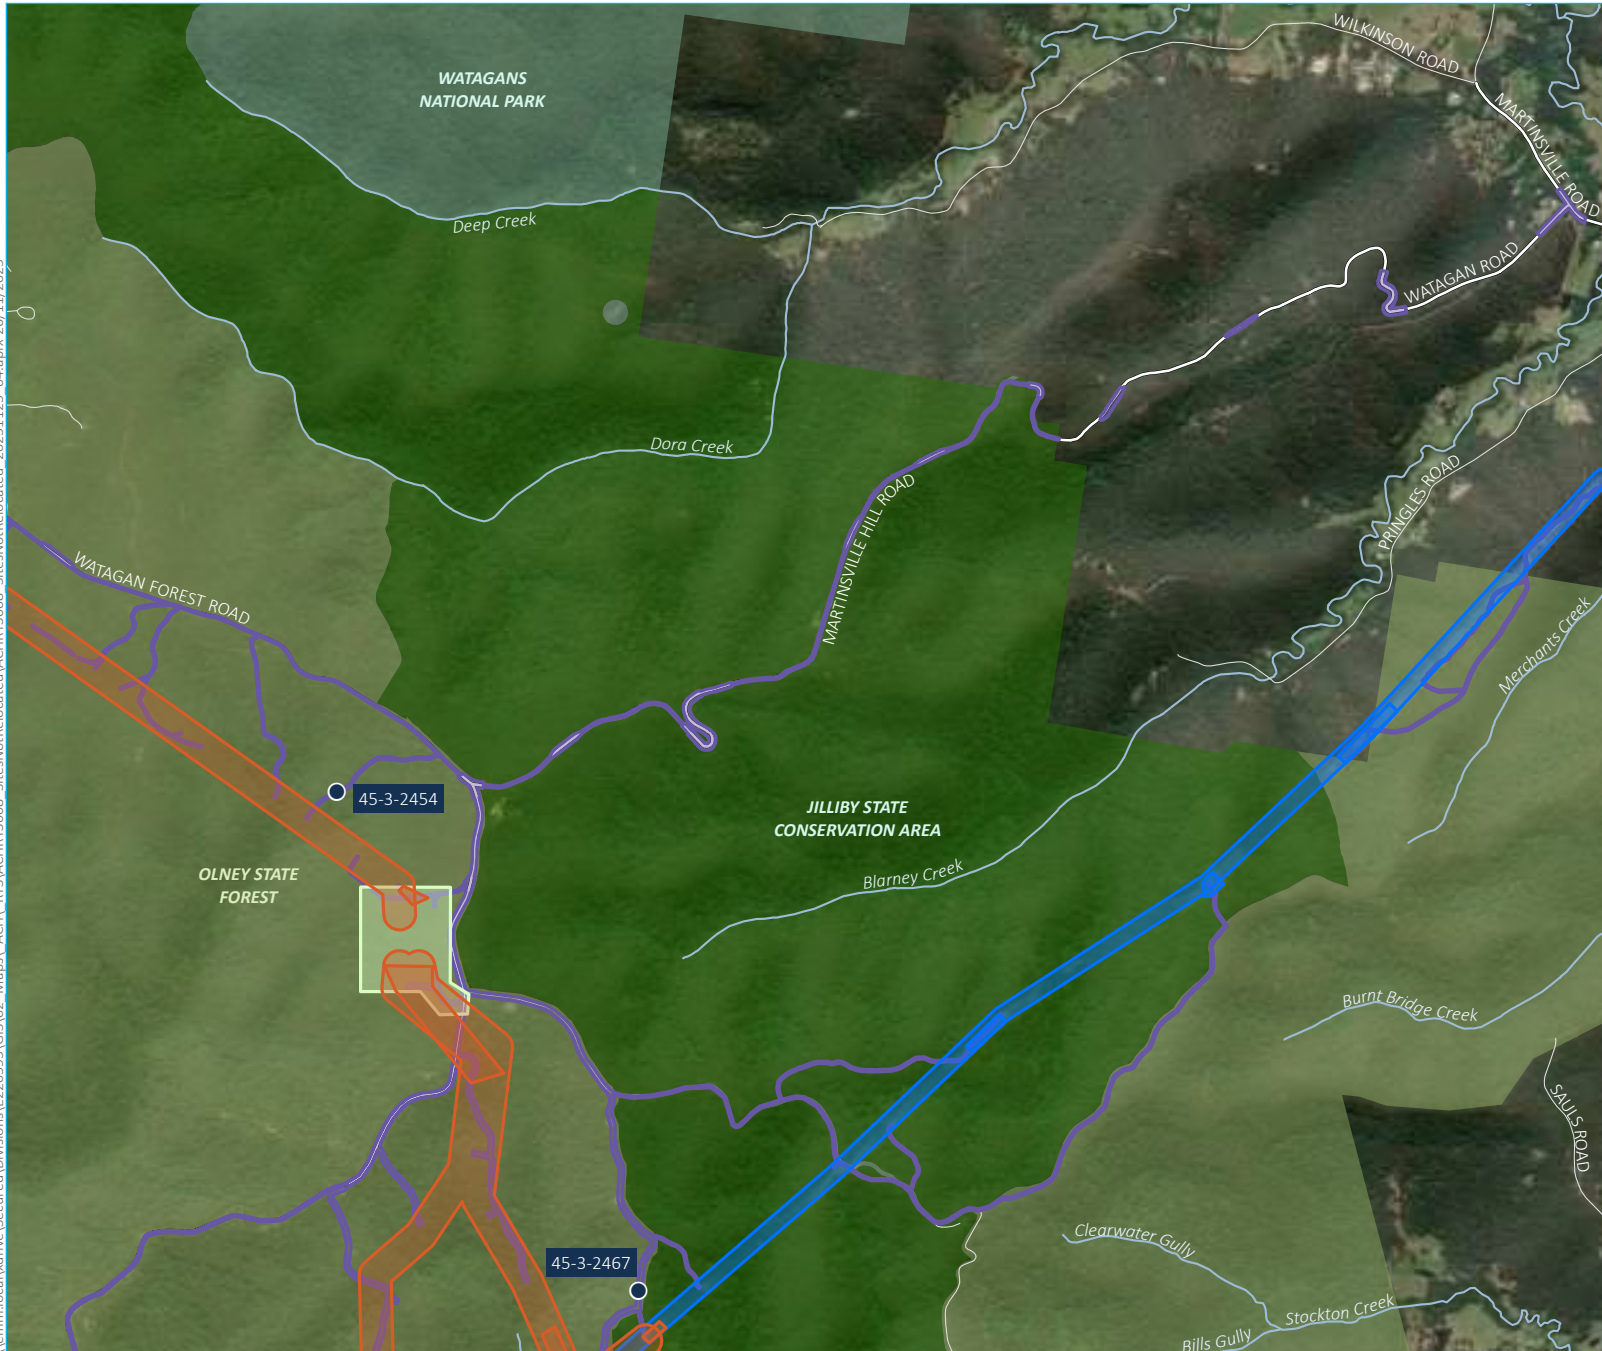 WATAGANS
NATIONAL PARK
WILKINSON ROAD
MARTINSVILLE ROAD
Deep Creek
WATAGAN ROAD
Dora Creek
MARTINSVILLE HILL ROAD
PRINGLES ROAD
WATAGAN FOREST ROAD
Merchants Creek
45-3-2454
JILLIBY STATE
CONSERVATION AREA
OLNEY STATE
FOREST
Blarney Creek
Burnt Bridge Creek
SAULS ROAD
Clearwater Gully
45-3-2467
Stockton Creek
Bills Gully